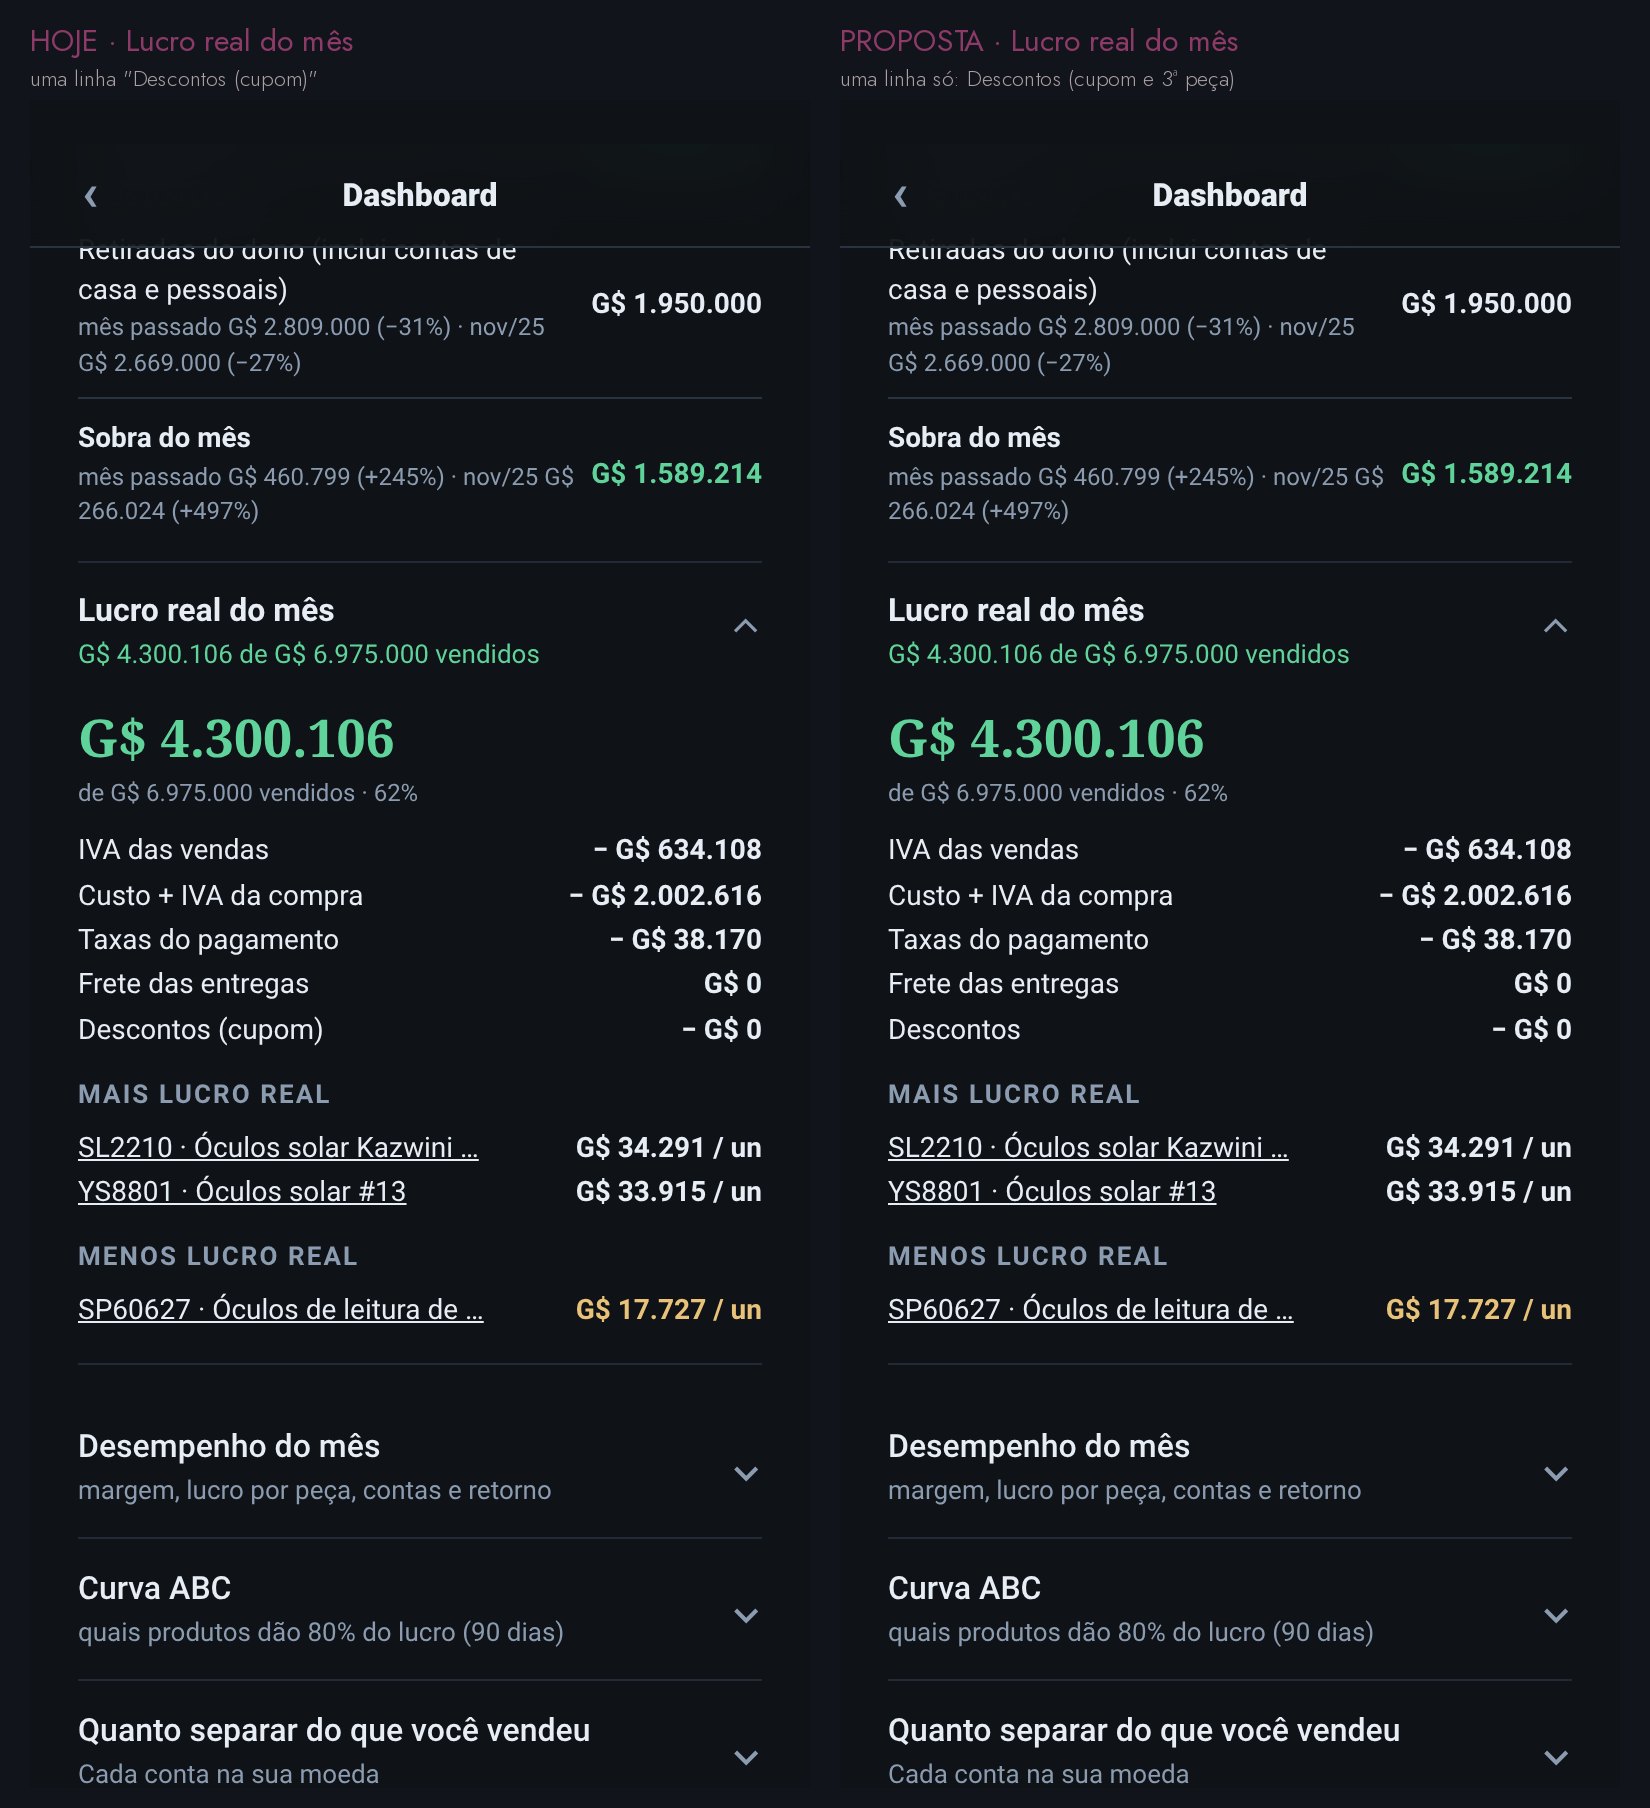 HOJE · Lucro real do mês
uma linha "Descontos (cupom)"
‹ Dashboard
Retiradas do dono (inclui contas de
casa e pessoais)
G$ 1.950.000
mês passado G$ 2.809.000 (−31%) · nov/25
G$ 2.669.000 (−27%)
Sobra do mês
mês passado G$ 460.799 (+245%) · nov/25 G$
266.024 (+497%)
G$ 1.589.214
Lucro real do mês
G$ 4.300.106 de G$ 6.975.000 vendidos
G$ 4.300.106
de G$ 6.975.000 vendidos · 62%
IVA das vendas − G$ 634.108
Custo + IVA da compra − G$ 2.002.616
Taxas do pagamento − G$ 38.170
Frete das entregas G$ 0
Descontos (cupom) − G$ 0
MAIS LUCRO REAL
SL2210 · Óculos solar Kazwini ... G$ 34.291 / un
YS8801 · Óculos solar #13 G$ 33.915 / un
MENOS LUCRO REAL
SP60627 · Óculos de leitura de ... G$ 17.727 / un
Desempenho do mês
margem, lucro por peça, contas e retorno
Curva ABC
quais produtos dão 80% do lucro (90 dias)
Quanto separar do que você vendeu
Cada conta na sua moeda
PROPOSTA · Lucro real do mês
uma linha só: Descontos (cupom e 3ª peça)
‹ Dashboard
Retiradas do dono (inclui contas de
casa e pessoais)
G$ 1.950.000
mês passado G$ 2.809.000 (−31%) · nov/25
G$ 2.669.000 (−27%)
Sobra do mês
mês passado G$ 460.799 (+245%) · nov/25 G$
266.024 (+497%)
G$ 1.589.214
Lucro real do mês
G$ 4.300.106 de G$ 6.975.000 vendidos
G$ 4.300.106
de G$ 6.975.000 vendidos · 62%
IVA das vendas − G$ 634.108
Custo + IVA da compra − G$ 2.002.616
Taxas do pagamento − G$ 38.170
Frete das entregas G$ 0
Descontos − G$ 0
MAIS LUCRO REAL
SL2210 · Óculos solar Kazwini ... G$ 34.291 / un
YS8801 · Óculos solar #13 G$ 33.915 / un
MENOS LUCRO REAL
SP60627 · Óculos de leitura de ... G$ 17.727 / un
Desempenho do mês
margem, lucro por peça, contas e retorno
Curva ABC
quais produtos dão 80% do lucro (90 dias)
Quanto separar do que você vendeu
Cada conta na sua moeda